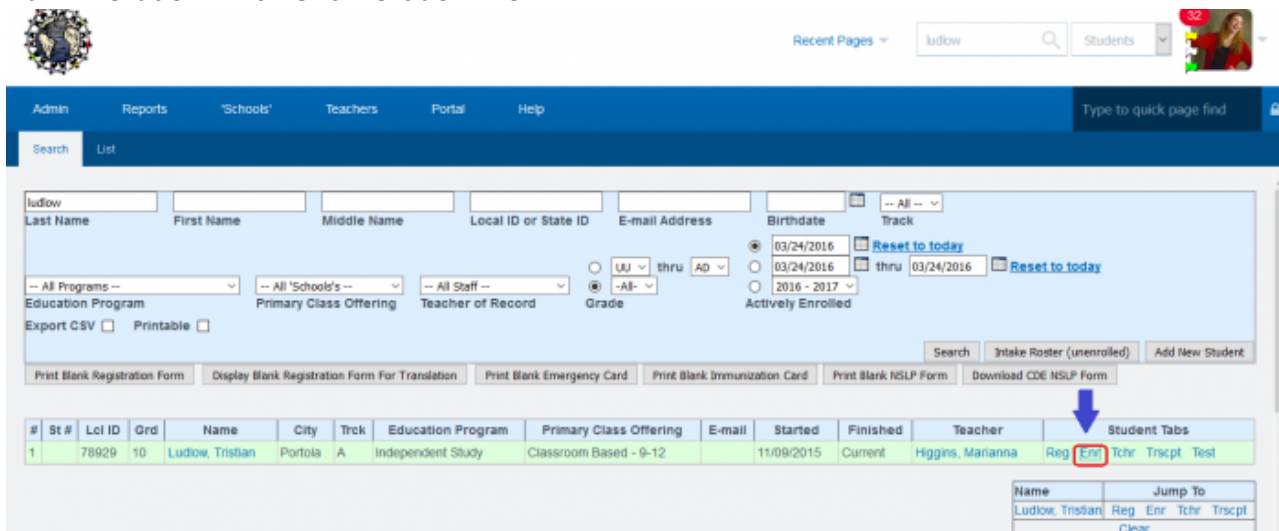 32
Recent Pages ludlow Students
Admin Reports 'Schools' Teachers Portal Help Type to quick page find
Search List
ludlow -- All --
Last Name First Name Middle Name Local ID or State ID E-mail Address Birthdate Track
03/24/2016 Reset to today
UU thru AD 03/24/2016 thru 03/24/2016 Reset to today
-- All Programs -- -- All 'Schools's -- -- All Staff -- -All- 2016 - 2017
Education Program Primary Class Offering Teacher of Record Grade Actively Enrolled
Export CSV Printable
Search Intake Roster (unenrolled) Add New Student
Print Blank Registration Form Display Blank Registration Form For Translation Print Blank Emergency Card Print Blank Immunization Card Print Blank NSLP Form Download CDE NSLP Form
# St # Lcl ID Grd Name City Trck Education Program Primary Class Offering E-mail Started Finished Teacher Student Tabs
1 78929 10 Ludlow, Tristian Portola A Independent Study Classroom Based - 9-12 11/09/2015 Current Higgins, Marianna Reg Enr Tchr Trscpt Test
Name Jump To
Ludlow, Tristian Reg Enr Tchr Trscpt
Clear